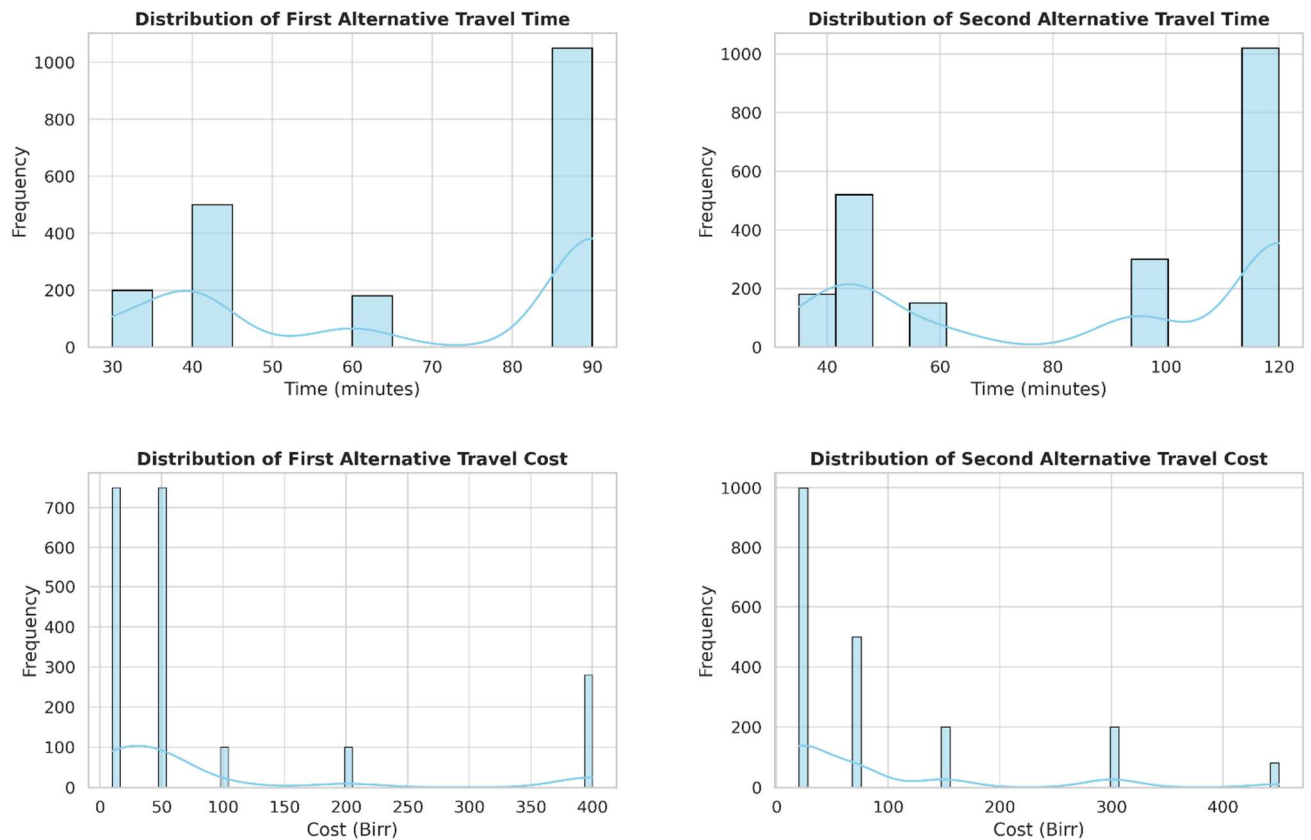 Distribution of First Alternative Travel Time
1000
800
600
400
200
0
Frequency
30 40 50 60 70 80 90
Time (minutes)
Distribution of Second Alternative Travel Time
1000
800
600
400
200
0
Frequency
40 60 80 100 120
Time (minutes)
Distribution of First Alternative Travel Cost
700
600
500
400
300
200
100
0
Frequency
0 50 100 150 200 250 300 350 400
Cost (Birr)
Distribution of Second Alternative Travel Cost
1000
800
600
400
200
0
Frequency
0 100 200 300 400
Cost (Birr)